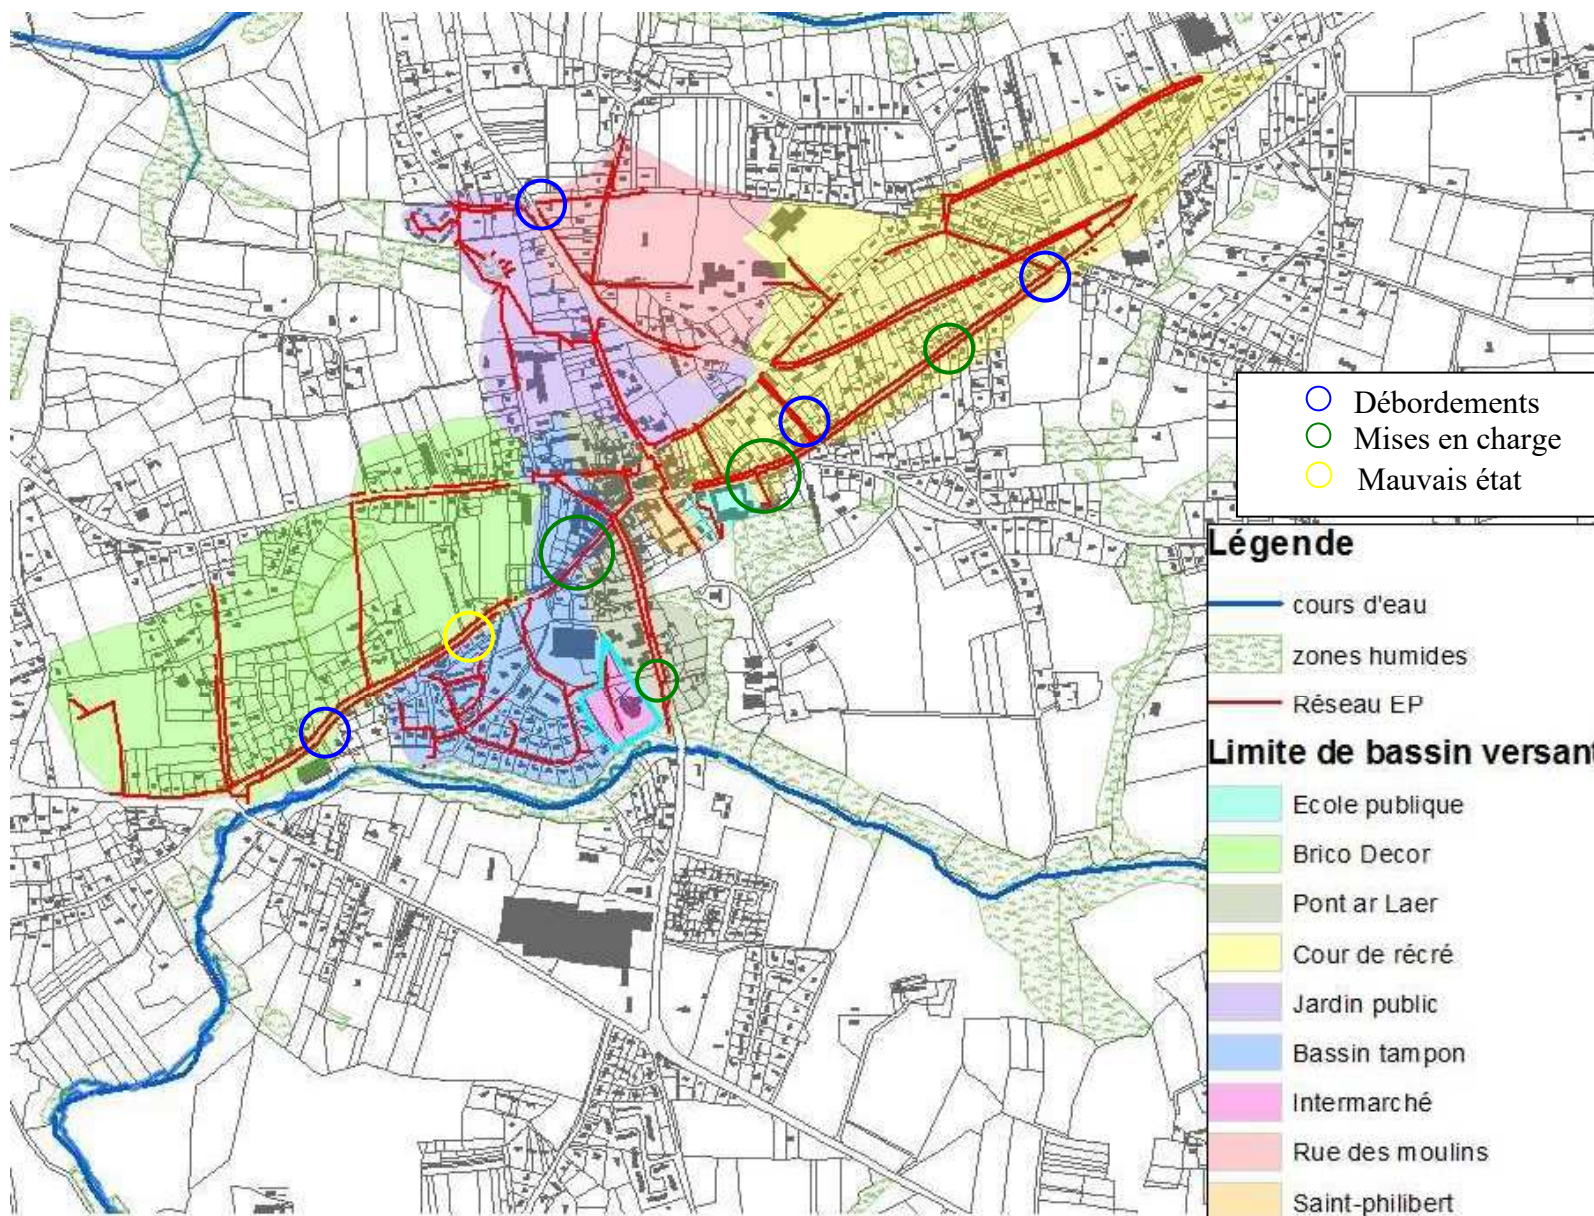 Débordements
Mises en charge
Mauvais état
Légende
cours d'eau
zones humides
Réseau EP
Limite de bassin versant
Ecole publique
Brico Decor
Pont ar Laer
Cour de récré
Jardin public
Bassin tampon
Intermarché
Rue des moulins
Saint-philibert